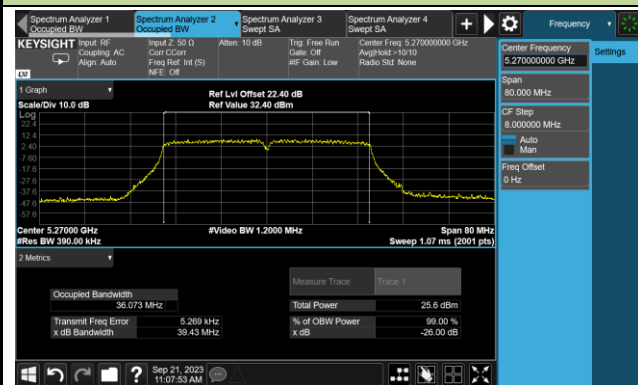 Spectrum Analyzer 1
Occupied BW
Spectrum Analyzer 2
Occupied BW
Spectrum Analyzer 3
Swept SA
Spectrum Analyzer 4
Swept SA
Frequency
KEYSIGHT
LXI
Input: RF
Coupling: AC
Align: Auto
Input Z: 50 Ω
Corr CCorr
Freq Ref: Int (S)
NFE: Off
Atten: 10 dB
Trig: Free Run
Gate: Off
#IF Gain: Low
Center Freq: 5.270000000 GHz
Avg|Hold:>10/10
Radio Std: None
Center Frequency
5.270000000 GHz
Settings
Span
80.000 MHz
CF Step
8.000000 MHz
Auto
Man
Freq Offset
0 Hz
1 Graph
Scale/Div 10.0 dB
Ref Lvl Offset 22.40 dB
Ref Value 32.40 dBm
Log
22.4
12.4
2.40
-7.60
-17.6
-27.6
-37.6
-47.6
-57.6
Center 5.27000 GHz
#Res BW 390.00 kHz
#Video BW 1.2000 MHz
Span 80 MHz
Sweep 1.07 ms (2001 pts)
2 Metrics
Measure Trace
Trace 1
Occupied Bandwidth
36.073 MHz
Total Power
25.6 dBm
Transmit Freq Error
5.269 kHz
% of OBW Power
99.00 %
x dB Bandwidth
39.43 MHz
x dB
-26.00 dB
?
Sep 21, 2023
11:07:53 AM